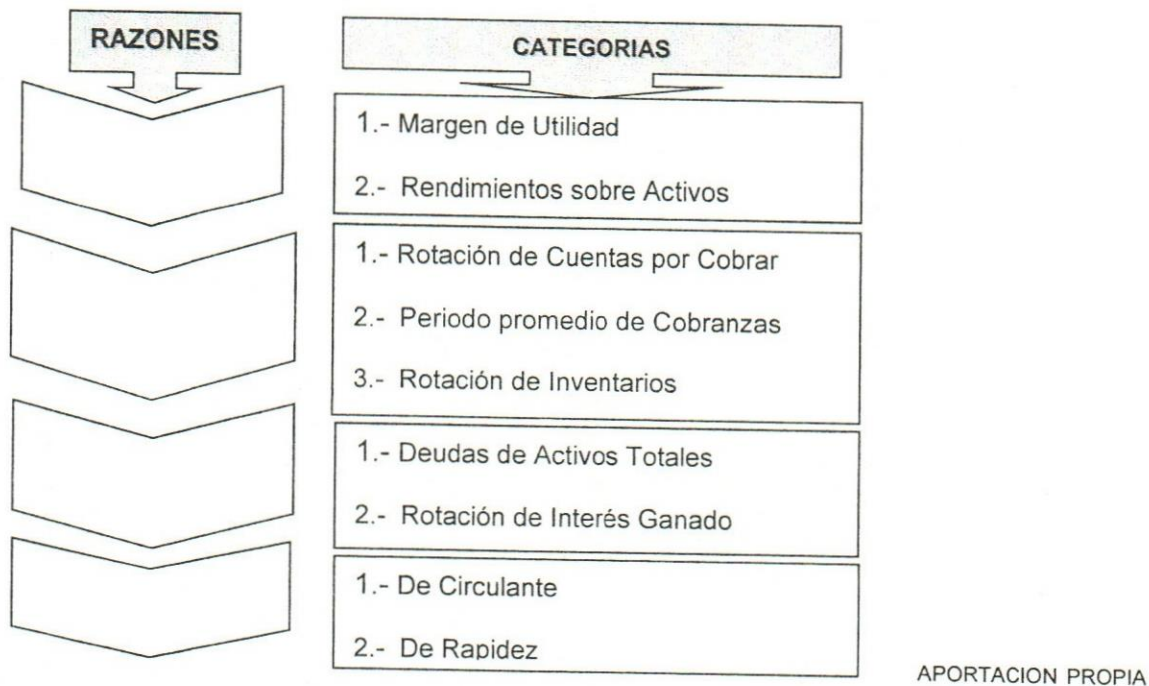 RAZONES
CATEGORIAS
1.- Margen de Utilidad
2.- Rendimientos sobre Activos
1.- Rotación de Cuentas por Cobrar
2.- Periodo promedio de Cobranzas
3.- Rotación de Inventarios
1.- Deudas de Activos Totales
2.- Rotación de Interés Ganado
1.- De Circulante
2.- De Rapidez
APORTACION PROPIA